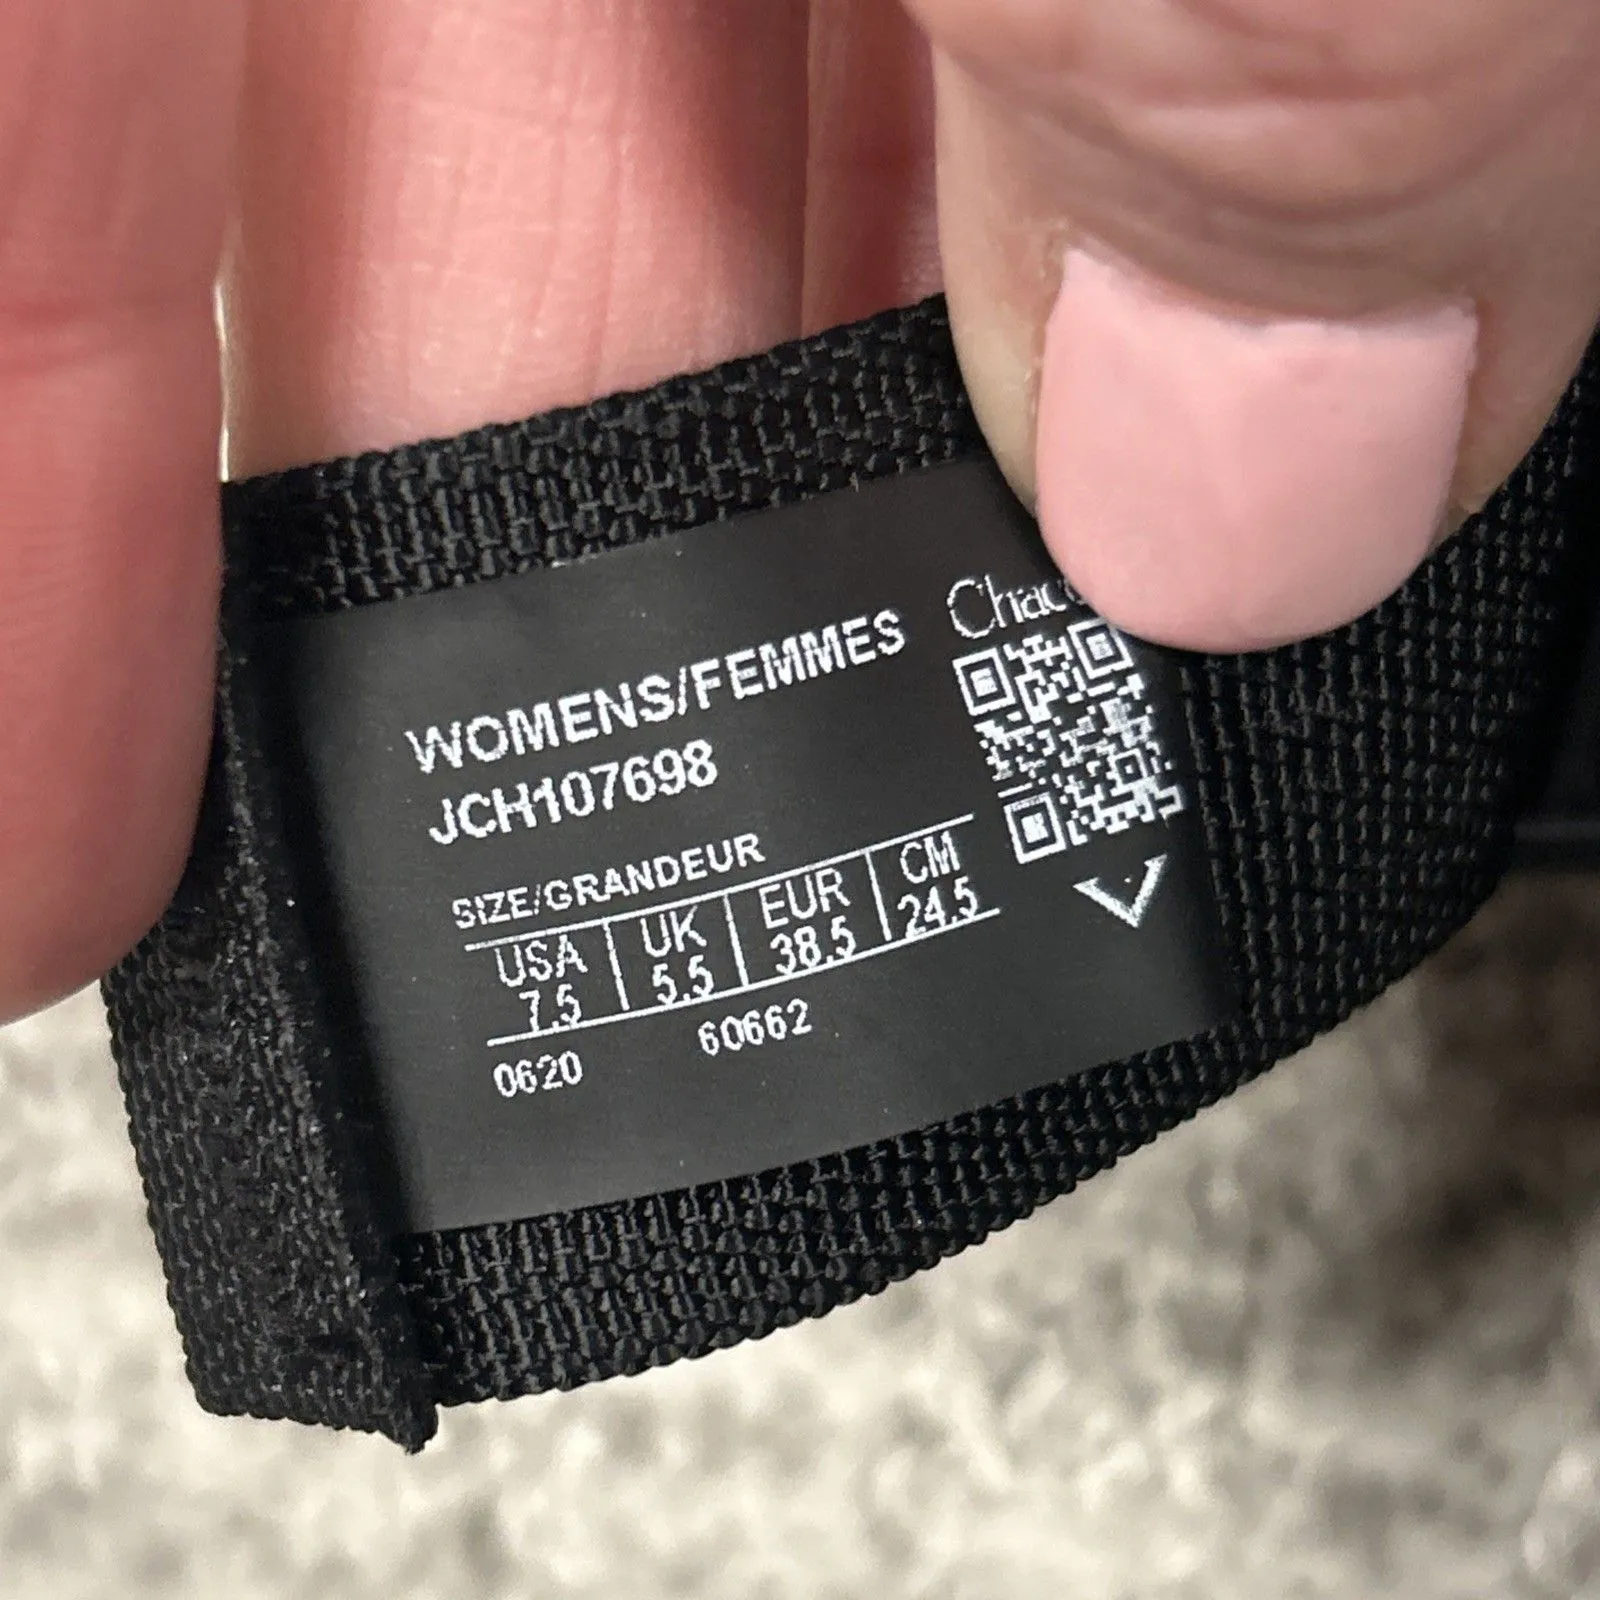 WOMENS/FEMMES
JCH107698
SIZE/GRANDEUR
USA UK EUR CM
7.5 5.5 38.5 24.5
0620 60662